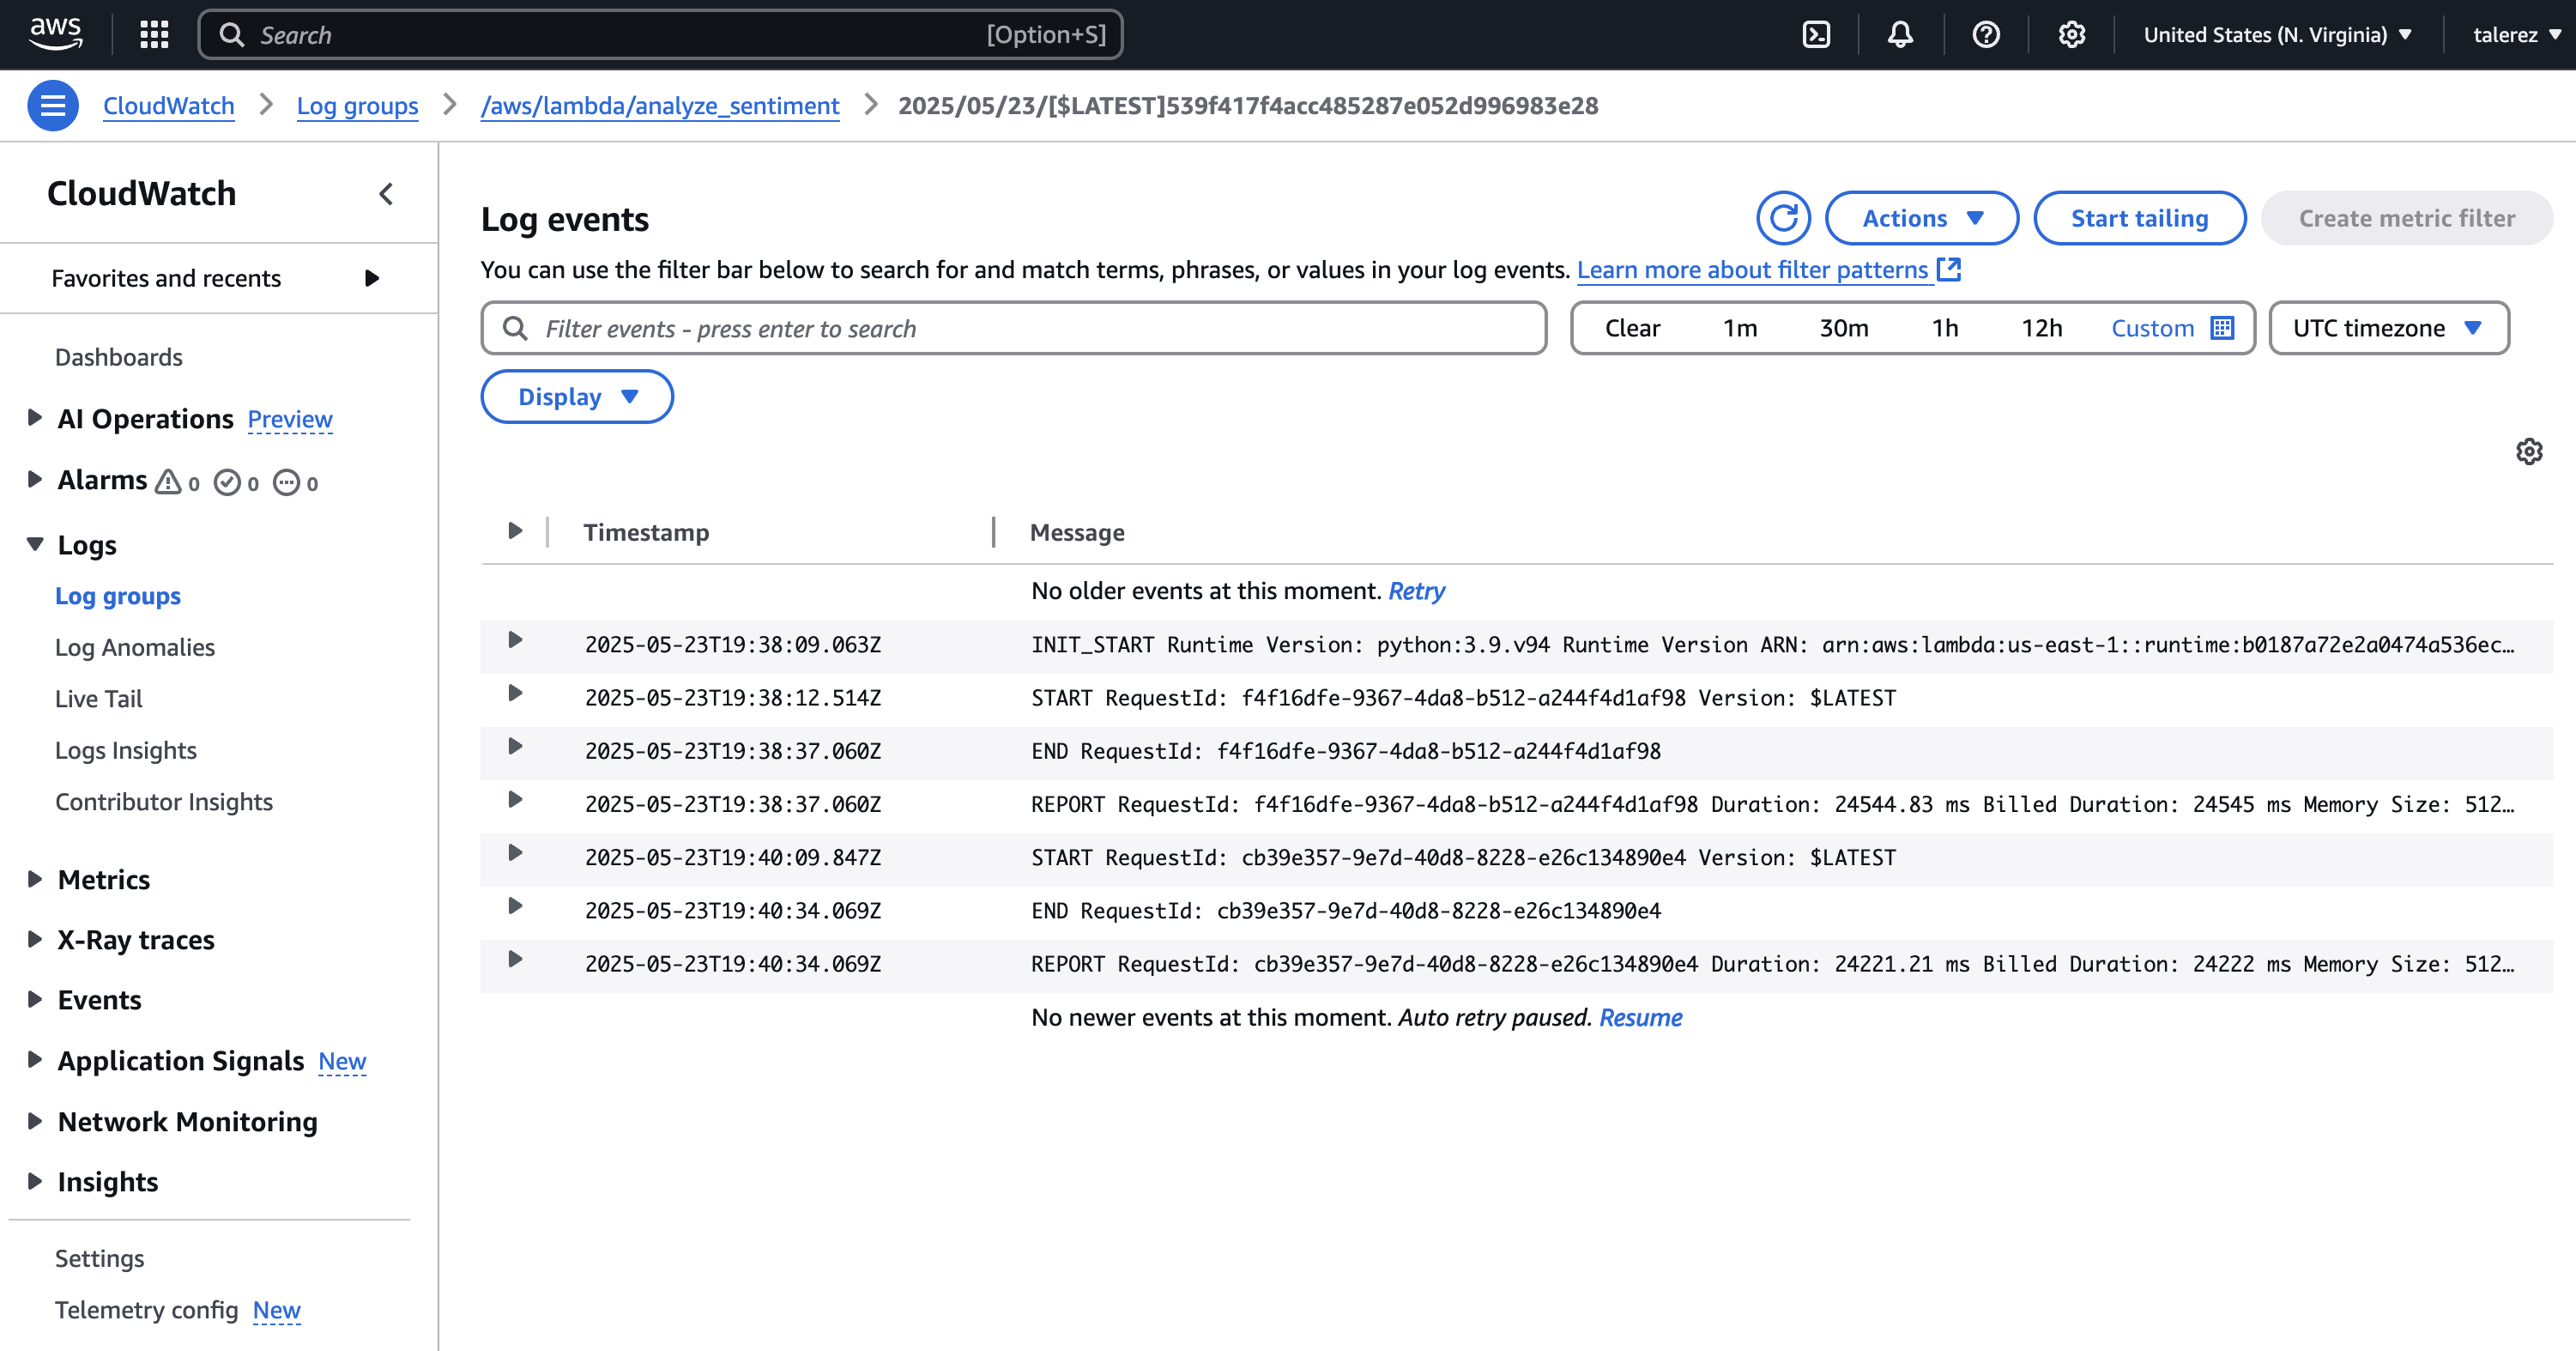 aws
Search [Option+S]
United States (N. Virginia)
talerez
CloudWatch
Log groups
/aws/lambda/analyze_sentiment
2025/05/23/[$LATEST]539f417f4acc485287e052d996983e28
CloudWatch
Favorites and recents
Dashboards
AI Operations Preview
Alarms 0 0 0
Logs
Log groups
Log Anomalies
Live Tail
Logs Insights
Contributor Insights
Metrics
X-Ray traces
Events
Application Signals New
Network Monitoring
Insights
Settings
Telemetry config New
Log events
Actions
Start tailing
Create metric filter
You can use the filter bar below to search for and match terms, phrases, or values in your log events. Learn more about filter patterns
Filter events - press enter to search
Clear 1m 30m 1h 12h Custom
UTC timezone
Display
Timestamp Message
No older events at this moment. Retry
2025-05-23T19:38:09.063Z INIT_START Runtime Version: python:3.9.v94 Runtime Version ARN: arn:aws:lambda:us-east-1::runtime:b0187a72e2a0474a536ec…
2025-05-23T19:38:12.514Z START RequestId: f4f16dfe-9367-4da8-b512-a244f4d1af98 Version: $LATEST
2025-05-23T19:38:37.060Z END RequestId: f4f16dfe-9367-4da8-b512-a244f4d1af98
2025-05-23T19:38:37.060Z REPORT RequestId: f4f16dfe-9367-4da8-b512-a244f4d1af98 Duration: 24544.83 ms Billed Duration: 24545 ms Memory Size: 512…
2025-05-23T19:40:09.847Z START RequestId: cb39e357-9e7d-40d8-8228-e26c134890e4 Version: $LATEST
2025-05-23T19:40:34.069Z END RequestId: cb39e357-9e7d-40d8-8228-e26c134890e4
2025-05-23T19:40:34.069Z REPORT RequestId: cb39e357-9e7d-40d8-8228-e26c134890e4 Duration: 24221.21 ms Billed Duration: 24222 ms Memory Size: 512…
No newer events at this moment. Auto retry paused. Resume